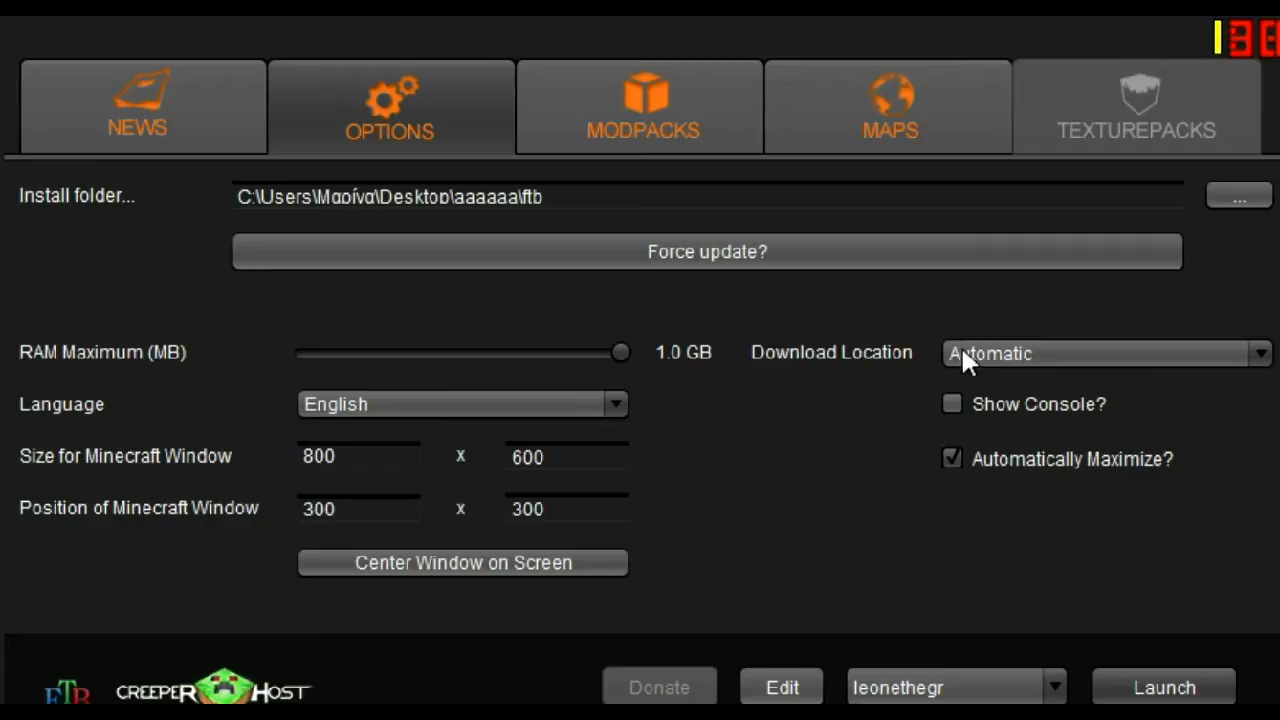 NEWS
OPTIONS
MODPACKS
MAPS
TEXTUREPACKS
Install folder...
C:\Users\Μαρίνα\Desktop\aaaaaa\ftb
...
Force update?
RAM Maximum (MB)
1.0 GB
Download Location
Automatic
Language
English
Show Console?
Size for Minecraft Window
800 x 600
Automatically Maximize?
Position of Minecraft Window
300 x 300
Center Window on Screen
FTB
CREEPER HOST
Donate
Edit
leonethegr
Launch